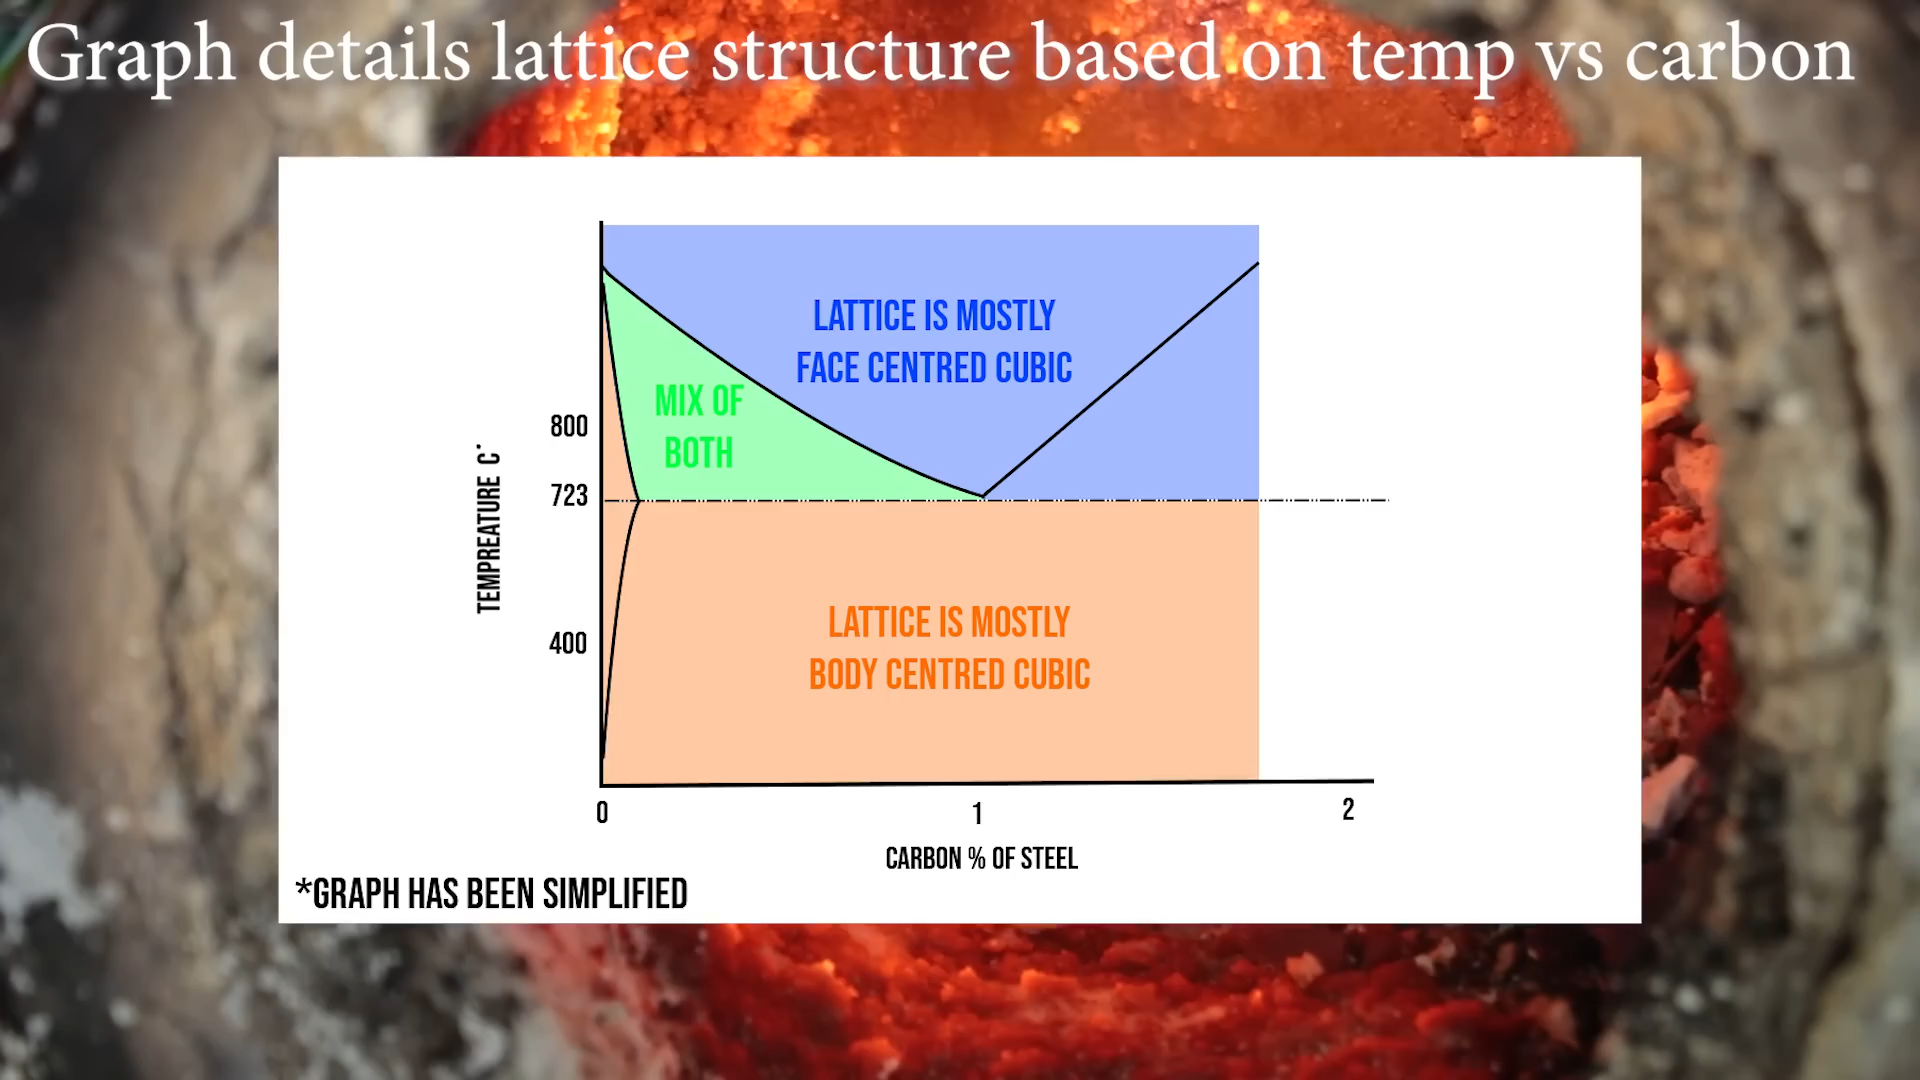 Graph details lattice structure based on temp vs carbon
LATTICE IS MOSTLY
FACE CENTRED CUBIC
MIX OF
BOTH
800
723
400
TEMPREATURE C°
LATTICE IS MOSTLY
BODY CENTRED CUBIC
0
1
2
CARBON % OF STEEL
*GRAPH HAS BEEN SIMPLIFIED